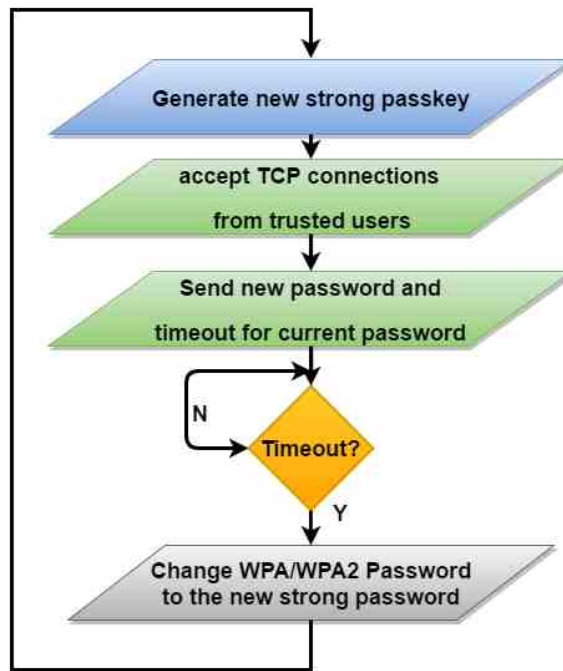 Generate new strong passkey
accept TCP connections
from trusted users
Send new password and
timeout for current password
N
Timeout?
Y
Change WPA/WPA2 Password
to the new strong password